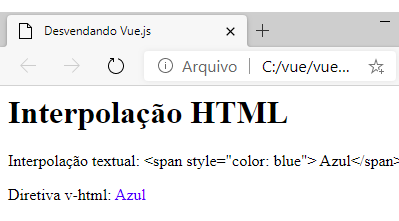 Desvendando Vue.js
Arquivo | C:/vue/vue...
Interpolação HTML
Interpolação textual: <span style="color: blue"> Azul</span>
Diretiva v-html: Azul